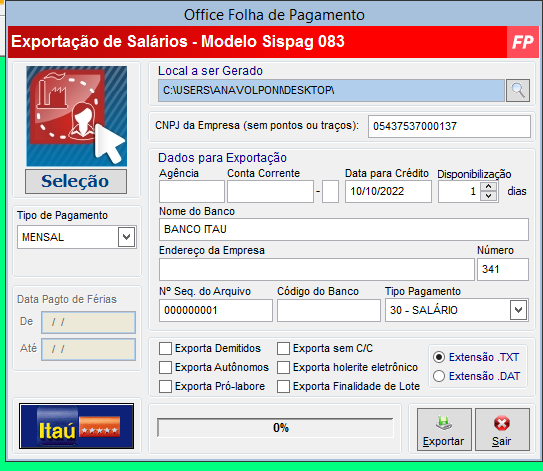 Office Folha de Pagamento
Exportação de Salários - Modelo Sispag 083
FP
Local a ser Gerado
C:\USERS\ANAVOLPONI\DESKTOP\
CNPJ da Empresa (sem pontos ou traços): 05437537000137
Seleção
Dados para Exportação
Agência Conta Corrente Data para Crédito Disponibilização
- 10/10/2022 1 dias
Tipo de Pagamento
MENSAL
Nome do Banco
BANCO ITAU
Endereço da Empresa Número
341
Nº Seq. do Arquivo Código do Banco Tipo Pagamento
000000001 30 - SALÁRIO
Data Pagto de Férias
De / /
Até / /
Exporta Demitidos Exporta sem C/C
Exporta Autônomos Exporta holerite eletrônico
Exporta Pró-labore Exporta Finalidade de Lote
Extensão .TXT
Extensão .DAT
Itaú
0%
Exportar Sair